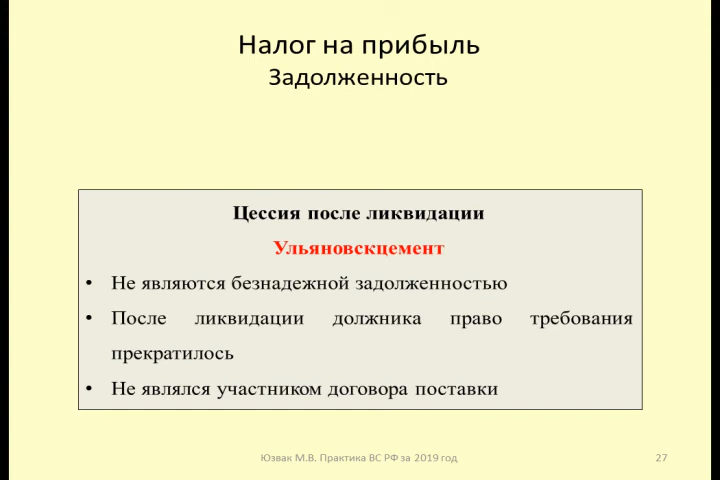 Налог на прибыль
Задолженность
Цессия после ликвидации
Ульяновскцемент
• Не являются безнадежной задолженностью
• После ликвидации должника право требования
прекратилось
• Не являлся участником договора поставки
Юзвак М.В. Практика ВС РФ за 2019 год
27